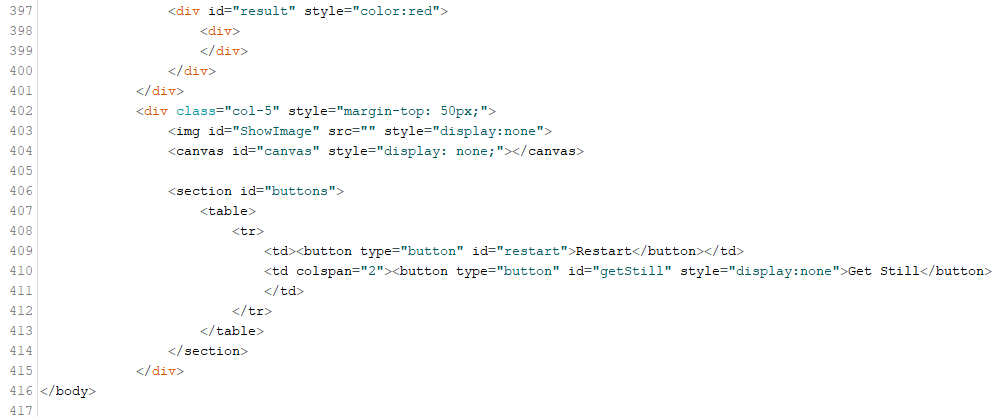 397                 <div id="result" style="color:red">
398                     <div>
399                     </div>
400                 </div>
401             </div>
402             <div class="col-5" style="margin-top: 50px;">
403                 <img id="ShowImage" src="" style="display:none">
404                 <canvas id="canvas" style="display: none;"></canvas>
405
406                 <section id="buttons">
407                     <table>
408                         <tr>
409                             <td><button type="button" id="restart">Restart</button></td>
410                             <td colspan="2"><button type="button" id="getStill" style="display:none">Get Still</button>
411                             </td>
412                         </tr>
413                     </table>
414                 </section>
415             </div>
416 </body>
417